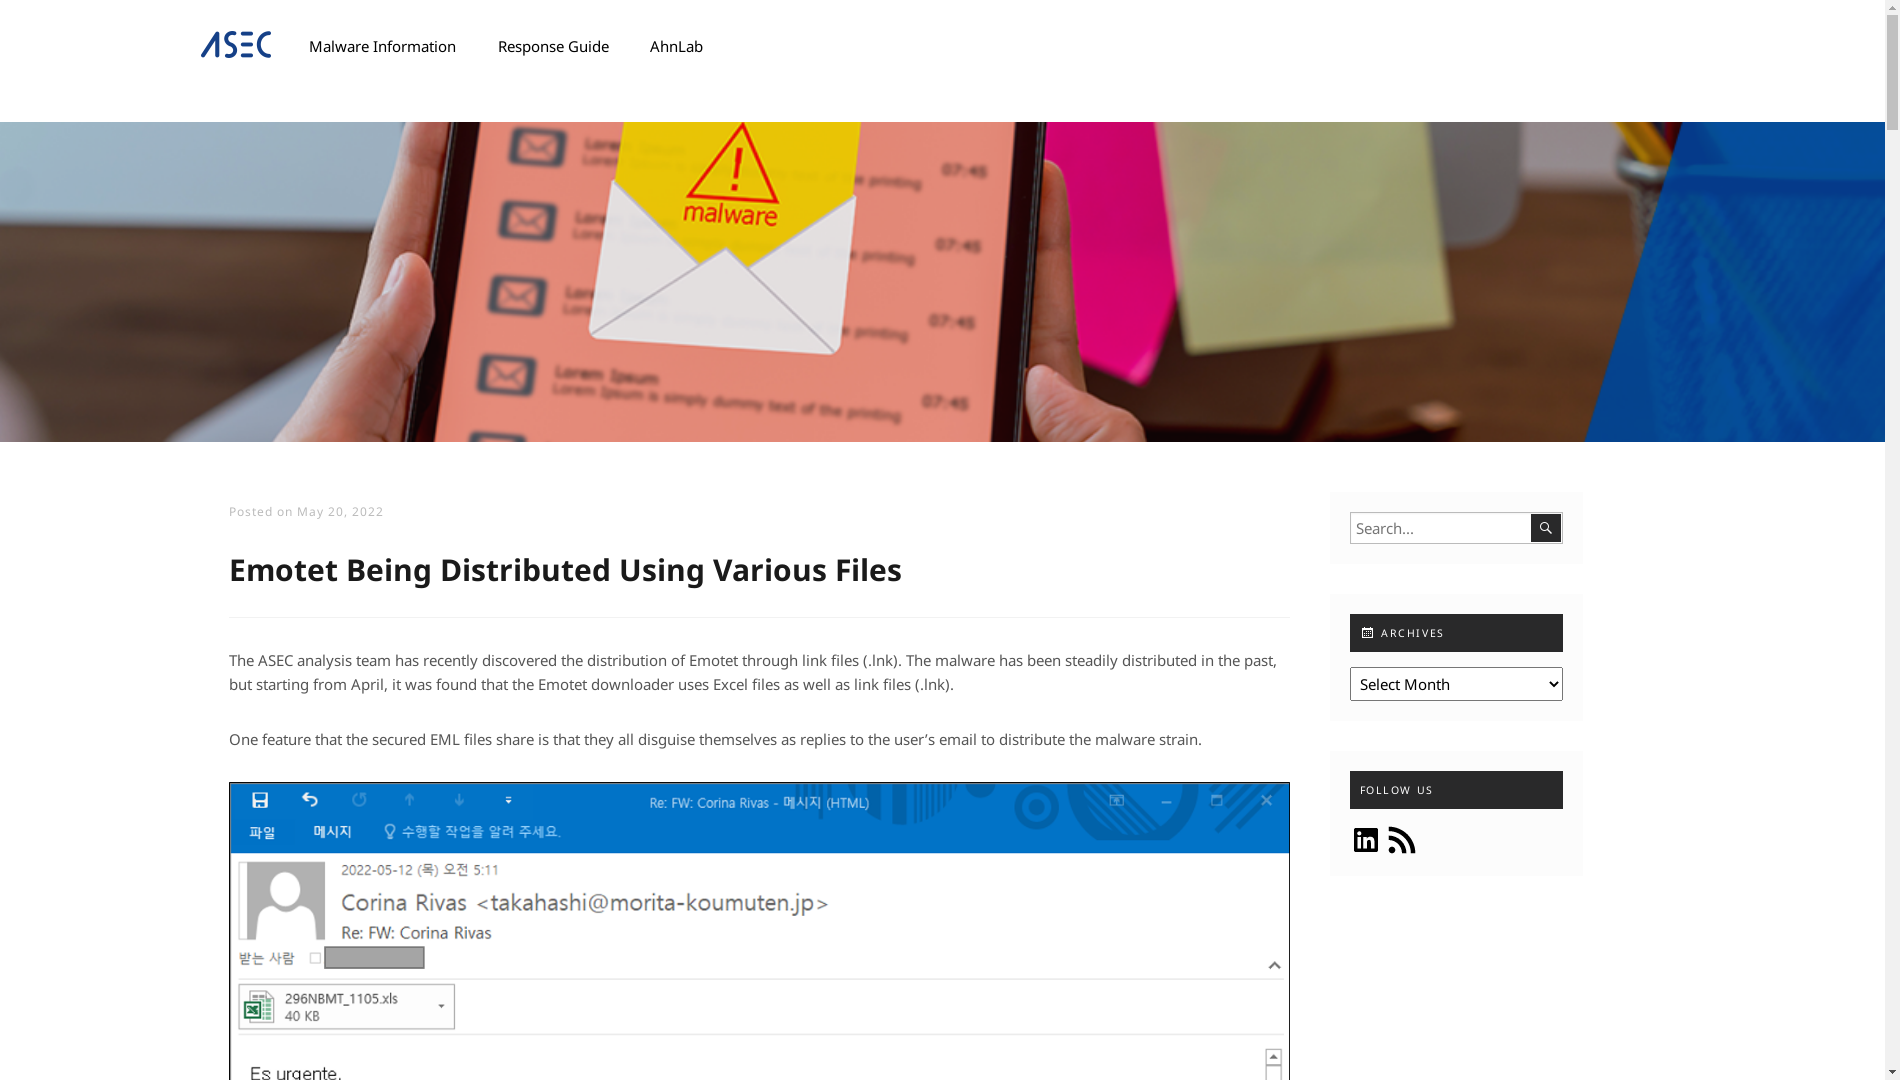 ASEC
Malware Information
Response Guide
AhnLab
07:45
malware
07:45
07:45
Lorem Ipsum
Lorem Ipsum is simply dummy text of the printing
07:45
Posted on May 20, 2022
Search...
Emotet Being Distributed Using Various Files
ARCHIVES
The ASEC analysis team has recently discovered the distribution of Emotet through link files (.lnk). The malware has been steadily distributed in the past,
but starting from April, it was found that the Emotet downloader uses Excel files as well as link files (.lnk).
Select Month
One feature that the secured EML files share is that they all disguise themselves as replies to the user’s email to distribute the malware strain.
FOLLOW US
Re: FW: Corina Rivas - 메시지 (HTML)
파일 메시지 수행할 작업을 알려 주세요.
2022-05-12 (목) 오전 5:11
Corina Rivas <takahashi@morita-koumuten.jp>
Re: FW: Corina Rivas
받는 사람
296NBMT_1105.xls
40 KB
Es urgente.